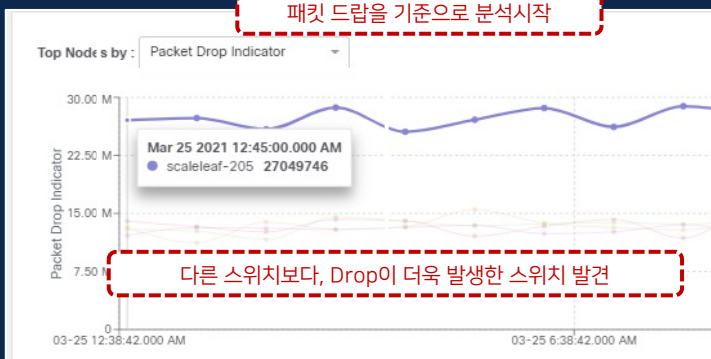 패킷 드랍을 기준으로 분석시작
Top Nodes by : Packet Drop Indicator
30.00 M
Mar 25 2021 12:45:00.000 AM
scaleleaf-205 27049746
22.50 M
15.00 M
Packet Drop Indicator
다른 스위치보다, Drop이 더욱 발생한 스위치 발견
7.50 M
0
03-25 12:38:42.000 AM 03-25 6:38:42.000 AM